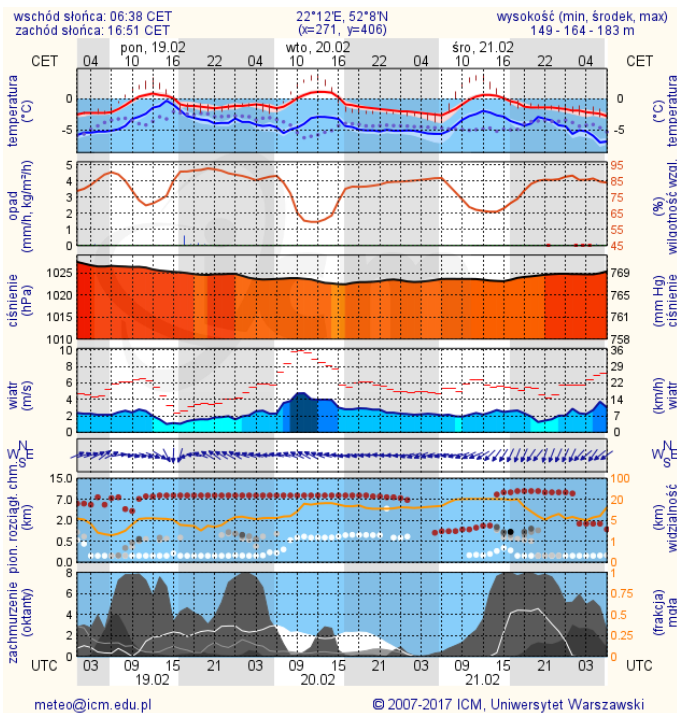 wschód słońca: 06:38 CET 22°12'E, 52°8'N wysokość (min, środek, max)
zachód słońca: 16:51 CET (x=271, y=406) 149 - 164 - 183 m
pon, 19.02 wto, 20.02 śro, 21.02
CET 04 10 16 22 04 10 16 22 04 10 16 22 04 CET
temperatura (°C) 0 -5 0 -5 temperatura (°C)
opad (mm/h, kg/m²/h) 5 4 3 2 1 0 95 85 75 65 55 45 (%) wilgotność wzgl.
ciśnienie (hPa) 1025 1020 1015 1010 769 765 761 758 (mm Hg) ciśnienie
wiatr (m/s) 10 8 6 4 2 0 36 29 22 14 7 0 (km/h) wiatr
W N E S W N E S
pion. rozciągł. chm. (km) 15.0 7.0 2.0 0.5 0.0 100 20 5 1 0 (km) widzialność
zachmurzenie (oktanty) 8 6 4 2 0 1 0.75 0.5 0.25 0 (frakcja) mgła
UTC 03 09 15 21 03 09 15 21 03 09 15 21 03 UTC
19.02 20.02 21.02
meteo@icm.edu.pl © 2007-2017 ICM, Uniwersytet Warszawski